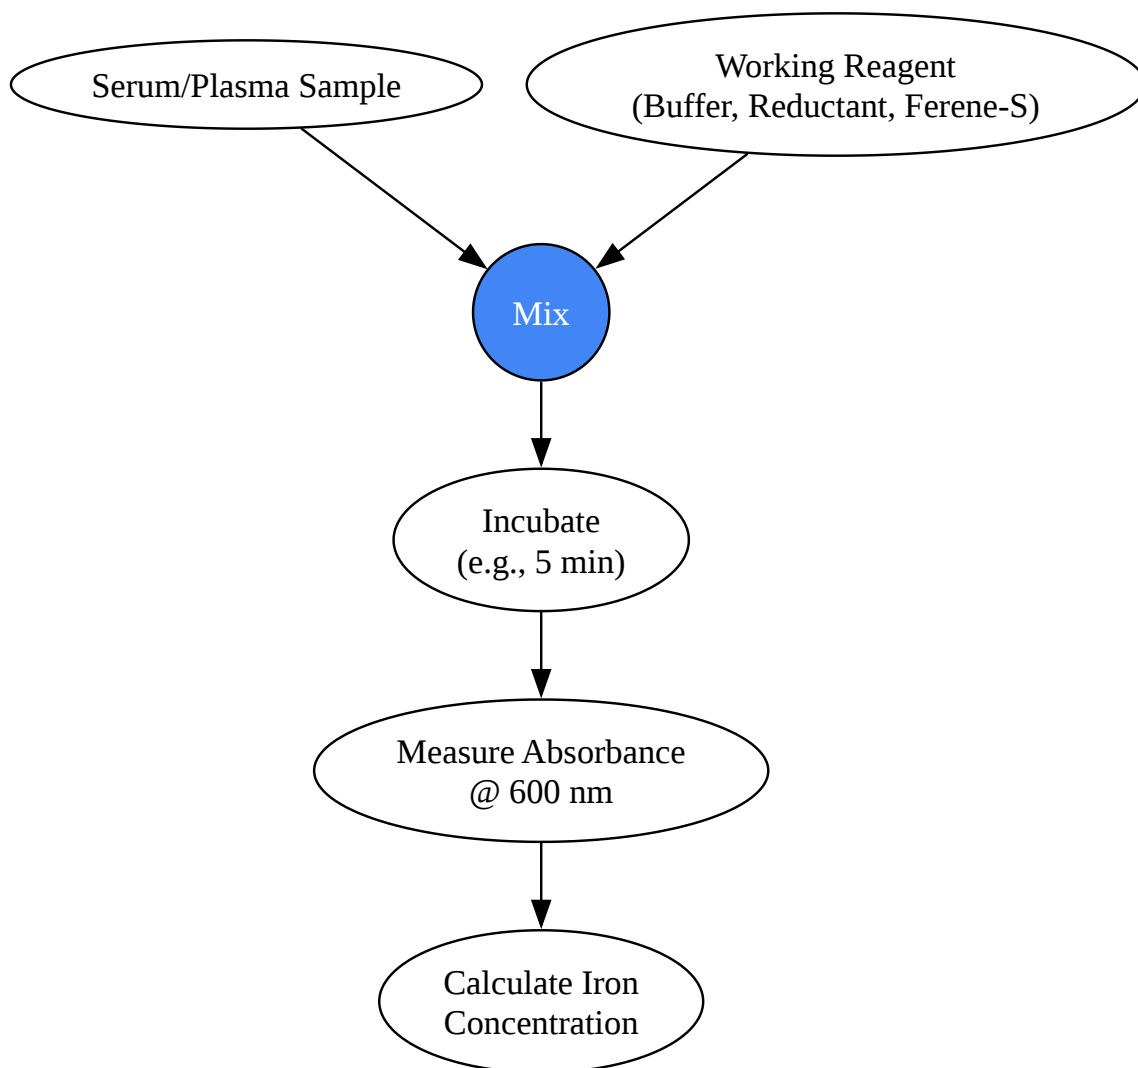 Serum/Plasma Sample
Working Reagent
(Buffer, Reductant, Ferene-S)
Mix
Incubate
(e.g., 5 min)
Measure Absorbance
@ 600 nm
Calculate Iron
Concentration